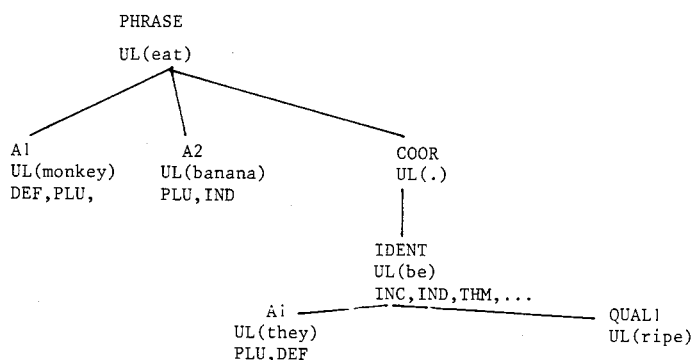 PHRASE
UL(eat)
A1 A2 COOR
UL(monkey) UL(banana) UL(.)
DEF,PLU, PLU,IND
IDENT
UL(be)
INC,IND,THM,...
A1 QUAL1
UL(they) UL(ripe)
PLU,DEF